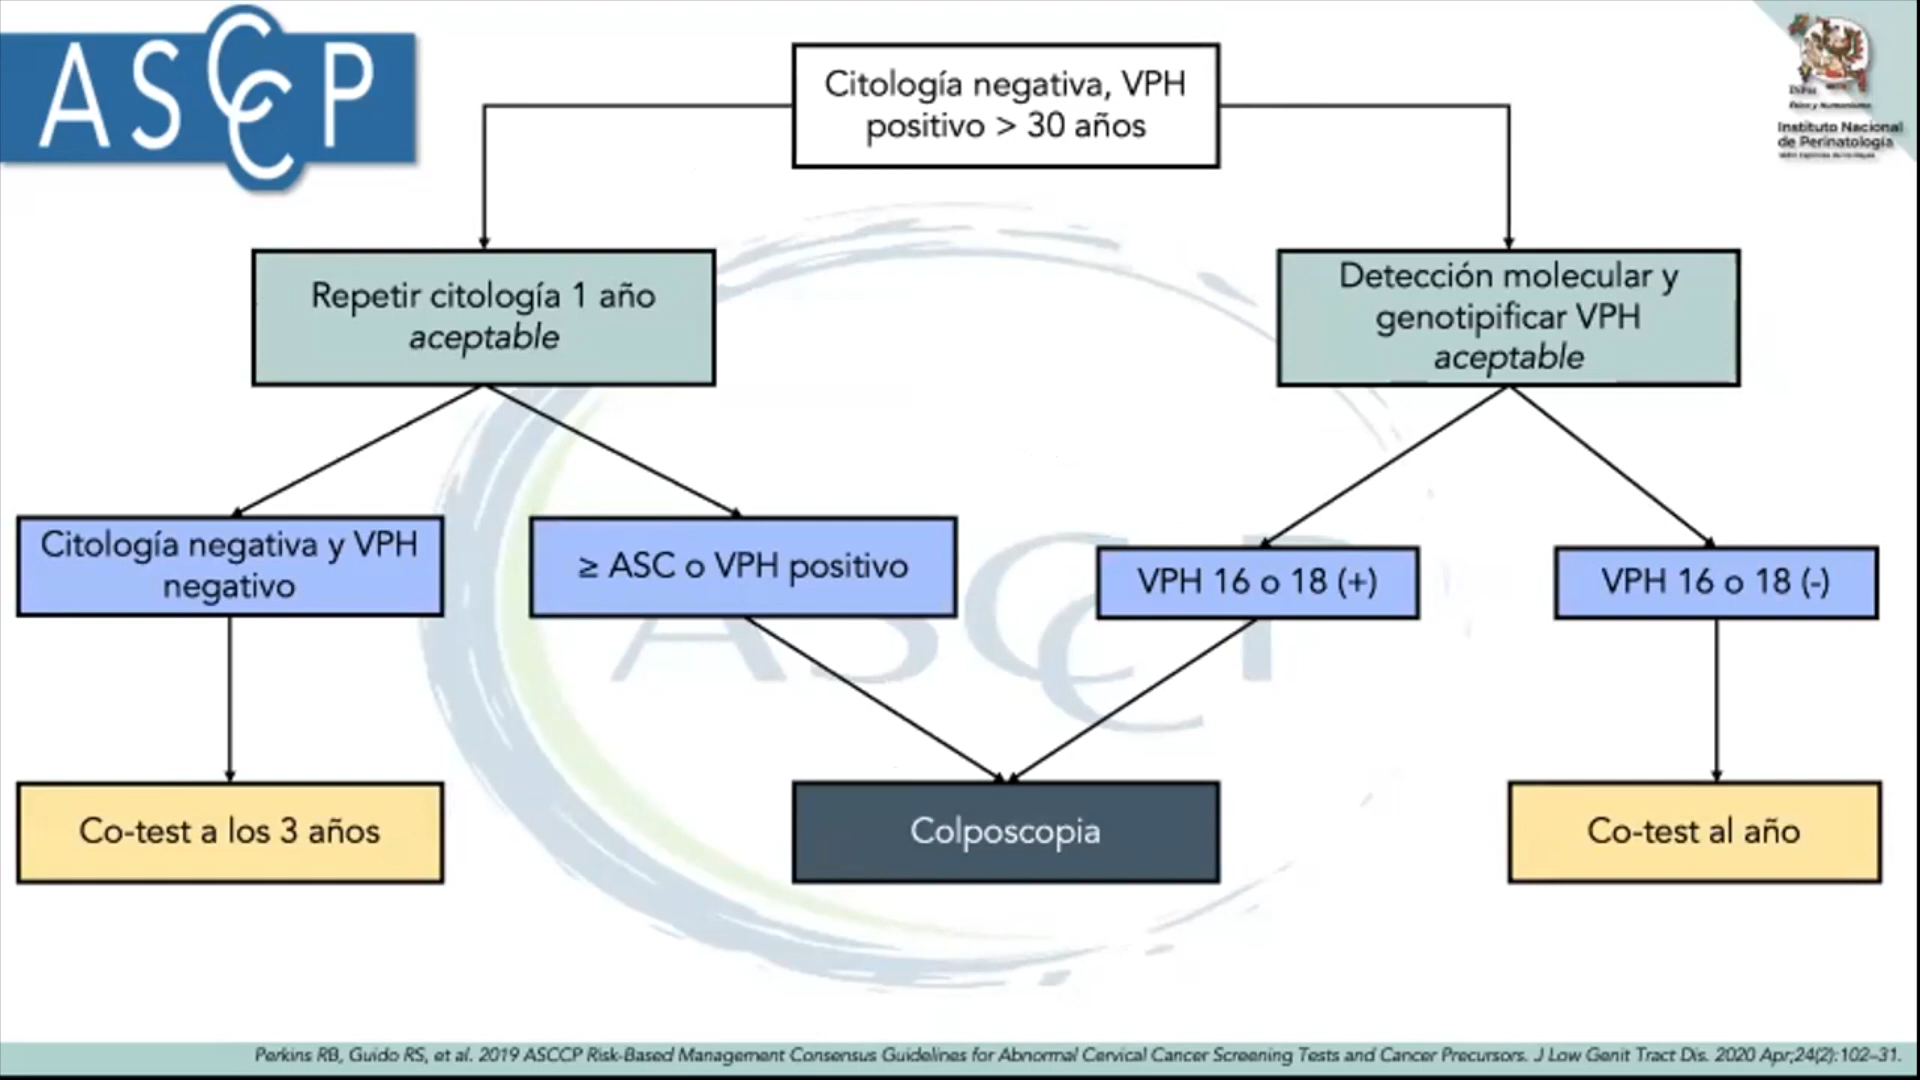 ASCCP
Citología negativa, VPH
positivo > 30 años
Instituto Nacional
de Perinatología
Repetir citología 1 año
aceptable
Detección molecular y
genotipificar VPH
aceptable
Citología negativa y VPH
negativo
≥ ASC o VPH positivo
VPH 16 o 18 (+)
VPH 16 o 18 (-)
ASCCP
Co-test a los 3 años
Colposcopia
Co-test al año
Perkins RB, Guido RS, et al. 2019 ASCCP Risk-Based Management Consensus Guidelines for Abnormal Cervical Cancer Screening Tests and Cancer Precursors. J Low Genit Tract Dis. 2020 Apr;24(2):102–31.